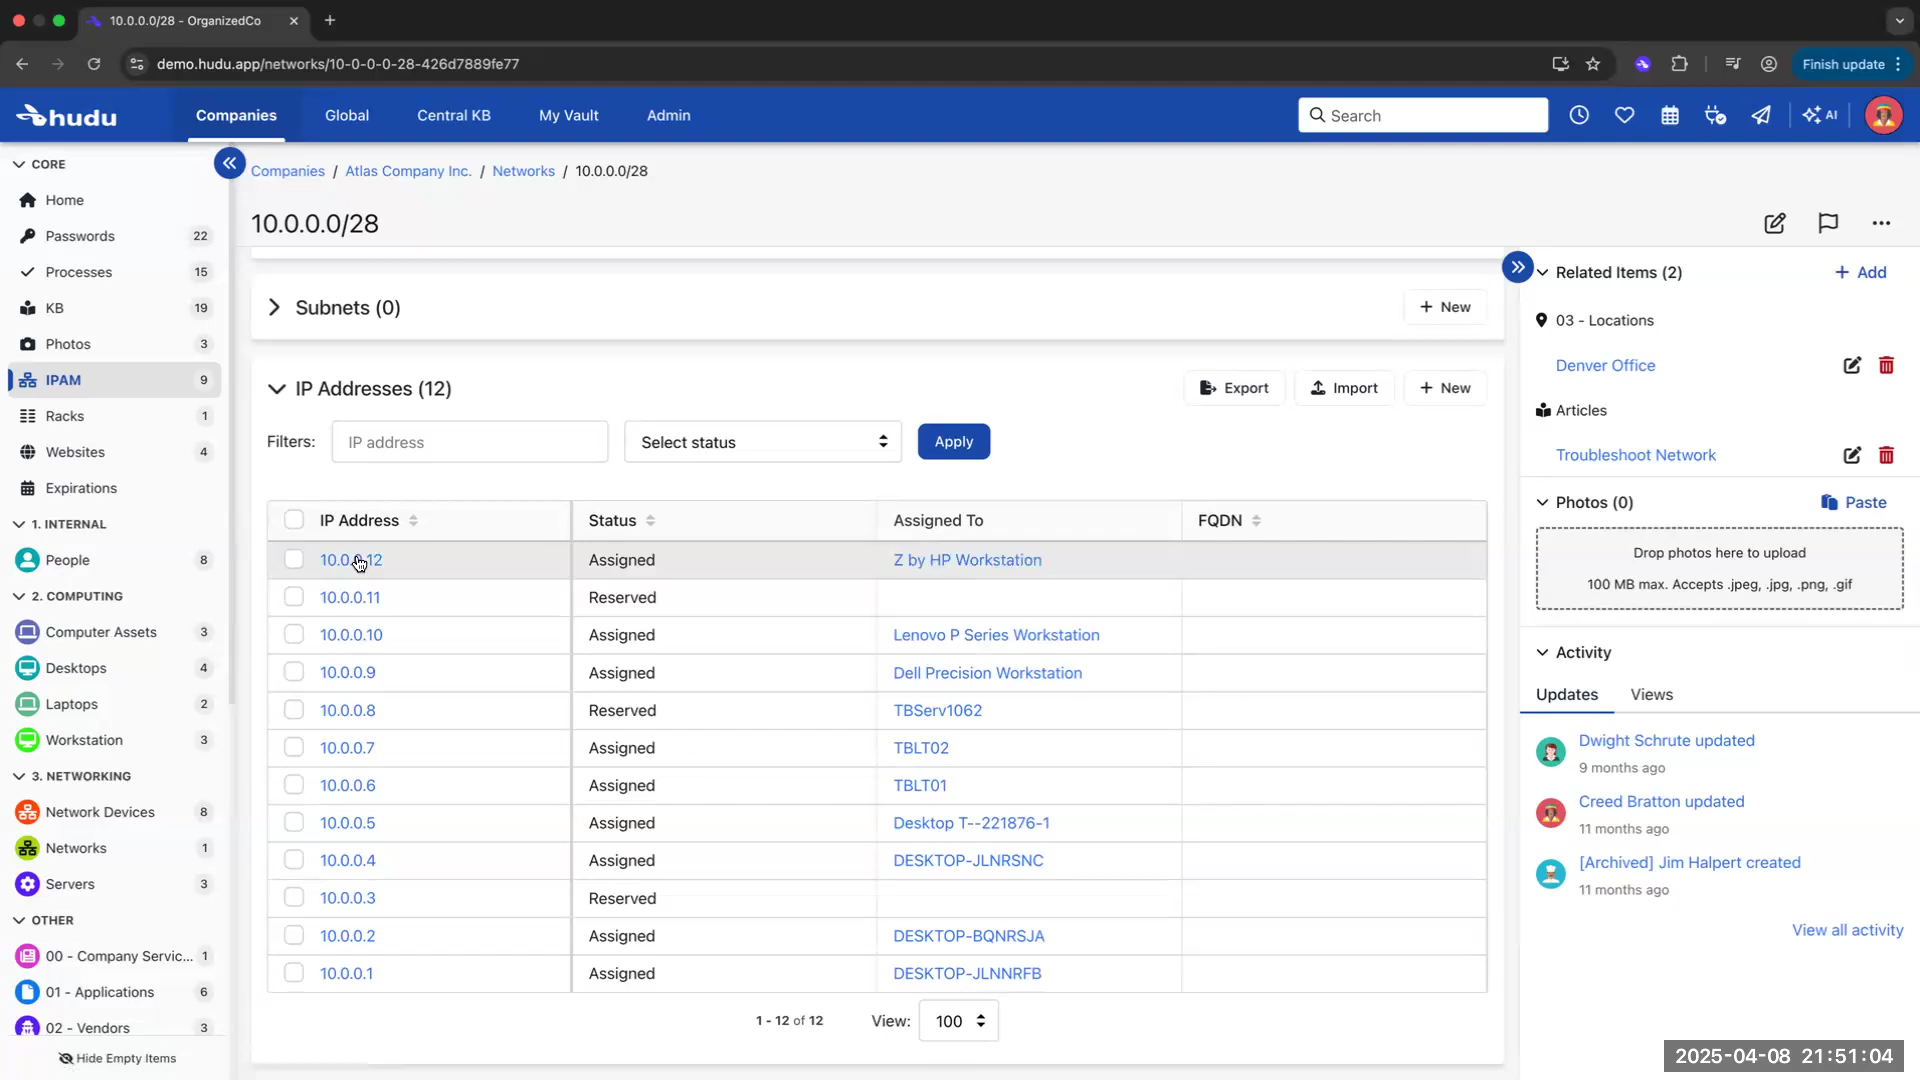 10.0.0.0/28 - OrganizedCo
demo.hudu.app/networks/10-0-0-0-28-426d7889fe77
Finish update
hudu
Companies
Global
Central KB
My Vault
Admin
Search
AI
CORE
Home
Passwords 22
Processes 15
KB 19
Photos 3
IPAM 9
Racks 1
Websites 4
Expirations
1. INTERNAL
People 8
2. COMPUTING
Computer Assets 3
Desktops 4
Laptops 2
Workstation 3
3. NETWORKING
Network Devices 8
Networks 1
Servers 3
OTHER
00 - Company Servic... 1
01 - Applications 6
02 - Vendors 3
Hide Empty Items
Companies / Atlas Company Inc. / Networks / 10.0.0.0/28
10.0.0.0/28
Subnets (0)
+ New
IP Addresses (12)
Export
Import
+ New
Filters:
IP address
Select status
Apply
IP Address Status Assigned To FQDN
10.0.0.12 Assigned Z by HP Workstation
10.0.0.11 Reserved
10.0.0.10 Assigned Lenovo P Series Workstation
10.0.0.9 Assigned Dell Precision Workstation
10.0.0.8 Reserved TBServ1062
10.0.0.7 Assigned TBLT02
10.0.0.6 Assigned TBLT01
10.0.0.5 Assigned Desktop T--221876-1
10.0.0.4 Assigned DESKTOP-JLNRSNC
10.0.0.3 Reserved
10.0.0.2 Assigned DESKTOP-BQNRSJA
10.0.0.1 Assigned DESKTOP-JLNNRFB
1 - 12 of 12
View: 100
Related Items (2)
+ Add
03 - Locations
Denver Office
Articles
Troubleshoot Network
Photos (0)
Paste
Drop photos here to upload
100 MB max. Accepts .jpeg, .jpg, .png, .gif
Activity
Updates
Views
Dwight Schrute updated
9 months ago
Creed Bratton updated
11 months ago
[Archived] Jim Halpert created
11 months ago
View all activity
2025-04-08 21:51:04